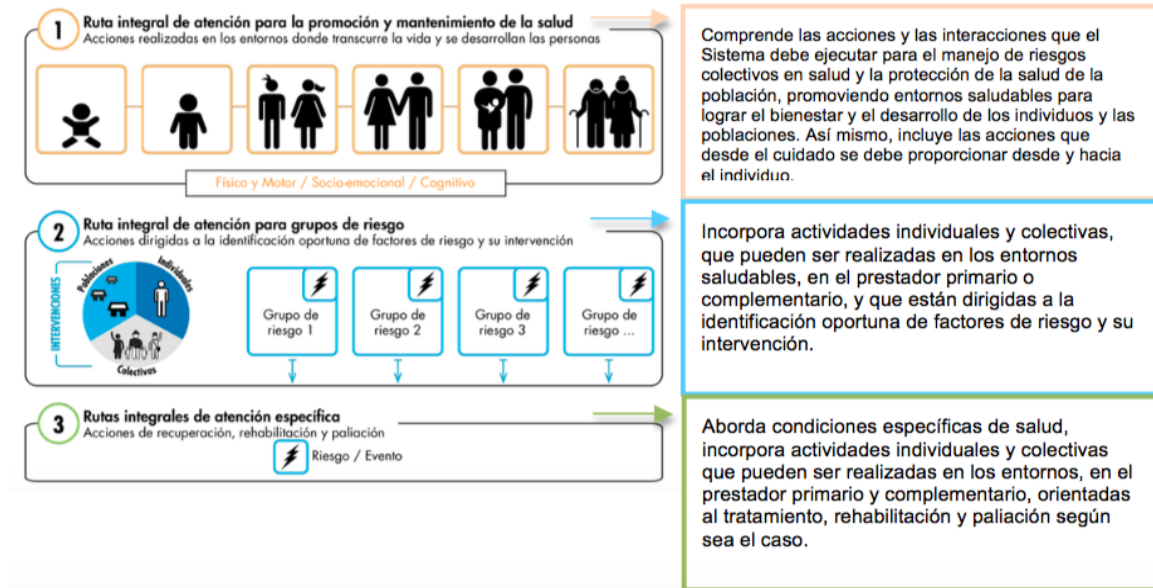 1
Ruta integral de atención para la promoción y mantenimiento de la salud
Acciones realizadas en los entornos donde transcurre la vida y se desarrollan las personas
Físico y Motor / Socio-emocional / Cognitivo
Comprende las acciones y las interacciones que el
Sistema debe ejecutar para el manejo de riesgos
colectivos en salud y la protección de la salud de la
población, promoviendo entornos saludables para
lograr el bienestar y el desarrollo de los individuos y las
poblaciones. Así mismo, incluye las acciones que
desde el cuidado se debe proporcionar desde y hacia
el individuo.
2
Ruta integral de atención para grupos de riesgo
Acciones dirigidas a la identificación oportuna de factores de riesgo y su intervención
INTERVENCIONES
Poblaciones
Individuales
Colectivas
Grupo de
riesgo 1
Grupo de
riesgo 2
Grupo de
riesgo 3
Grupo de
riesgo ...
Incorpora actividades individuales y colectivas,
que pueden ser realizadas en los entornos
saludables, en el prestador primario o
complementario, y que están dirigidas a la
identificación oportuna de factores de riesgo y su
intervención.
3
Rutas integrales de atención específica
Acciones de recuperación, rehabilitación y paliación
Riesgo / Evento
Aborda condiciones específicas de salud,
incorpora actividades individuales y colectivas
que pueden ser realizadas en los entornos, en el
prestador primario y complementario, orientadas
al tratamiento, rehabilitación y paliación según
sea el caso.